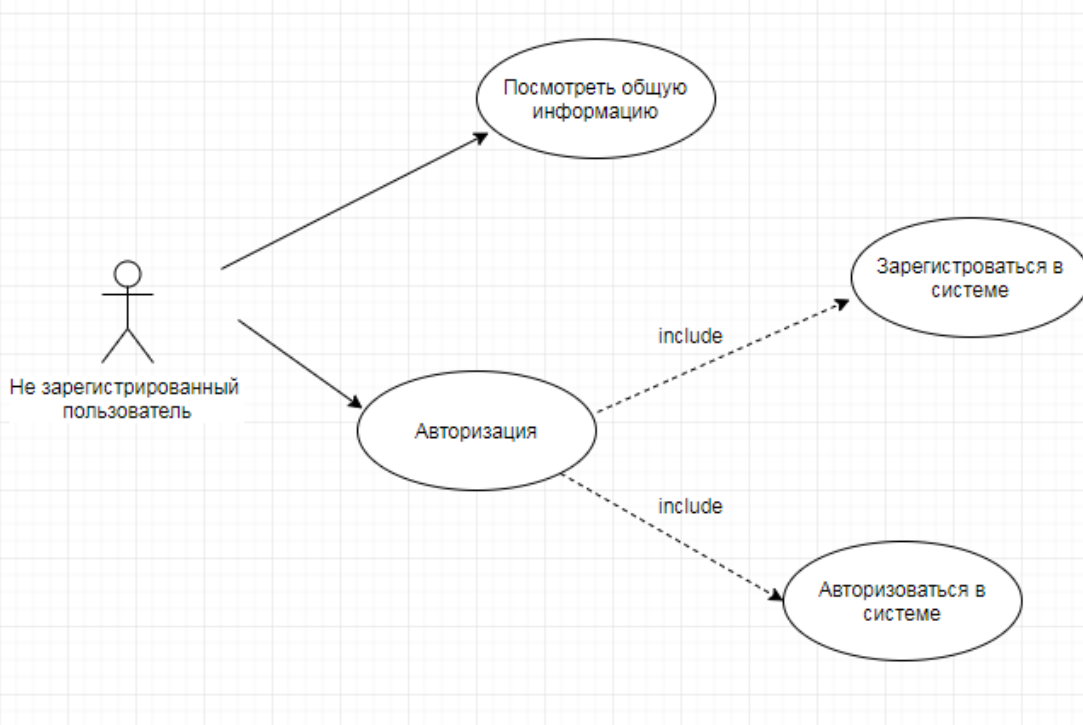 Посмотреть общую
информацию
Зарегистроваться в
системе
include
Не зарегистрированный
пользователь
Авторизация
include
Авторизоваться в
системе